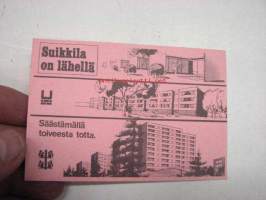 Suikkila
on lähellä
Säästämällä
toiveesta totta.